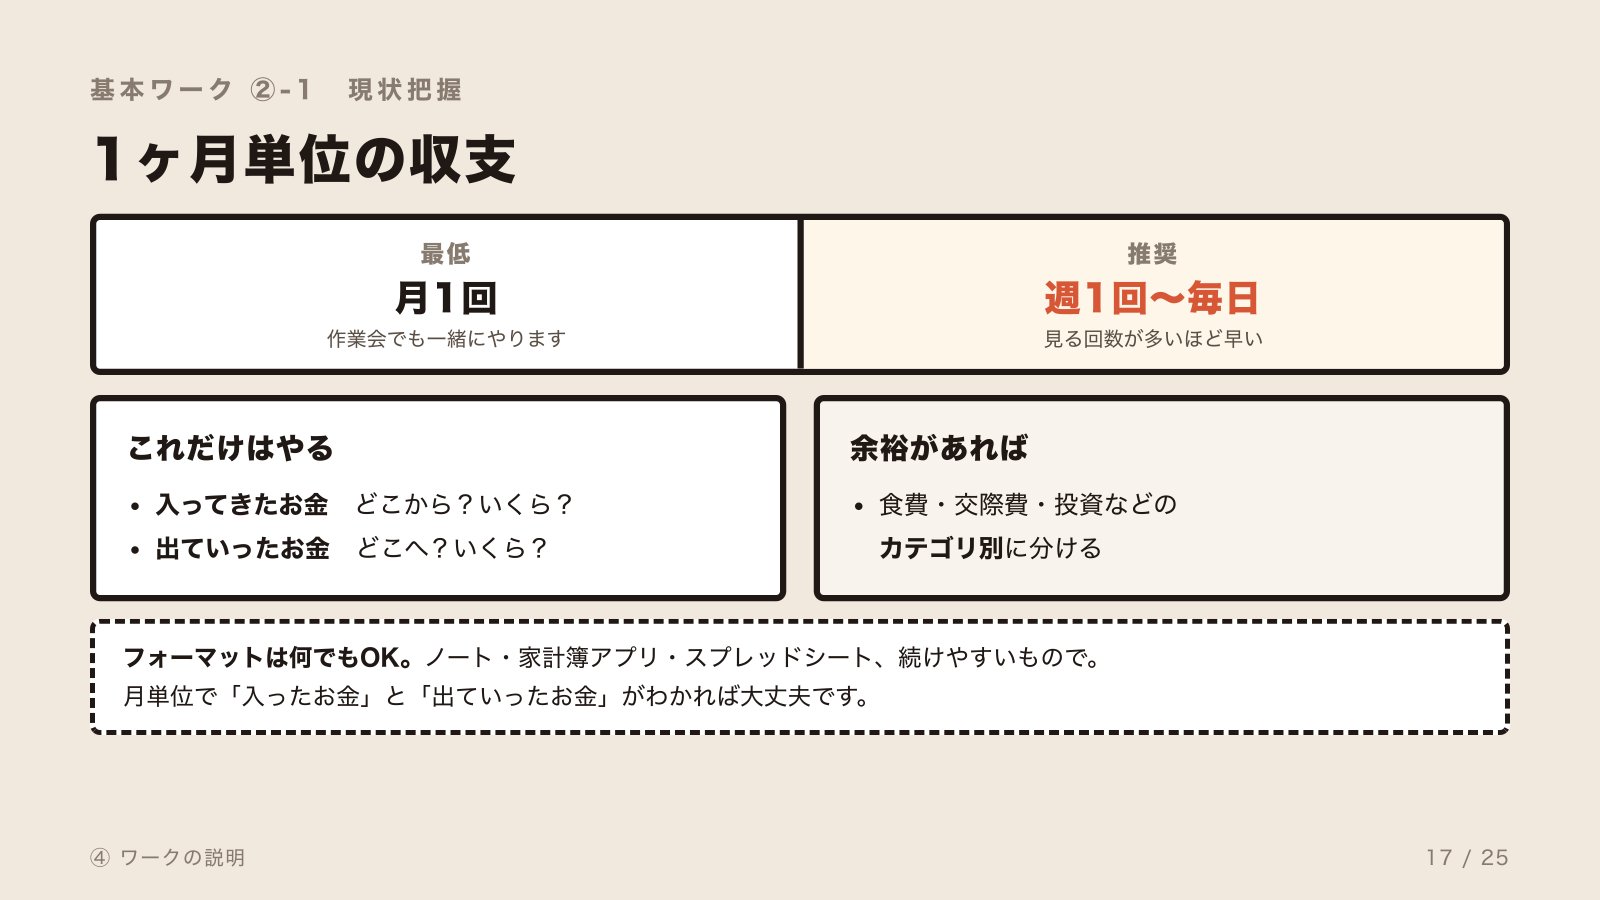 基本ワーク ②-1　現状把握
1ヶ月単位の収支
最低
月1回
作業会でも一緒にやります
推奨
週1回〜毎日
見る回数が多いほど早い
これだけはやる
• 入ってきたお金　どこから？いくら？
• 出ていったお金　どこへ？いくら？
余裕があれば
• 食費・交際費・投資などの
カテゴリ別に分ける
フォーマットは何でもOK。ノート・家計簿アプリ・スプレッドシート、続けやすいもので。
月単位で「入ったお金」と「出ていったお金」がわかれば大丈夫です。
④ ワークの説明
17 / 25